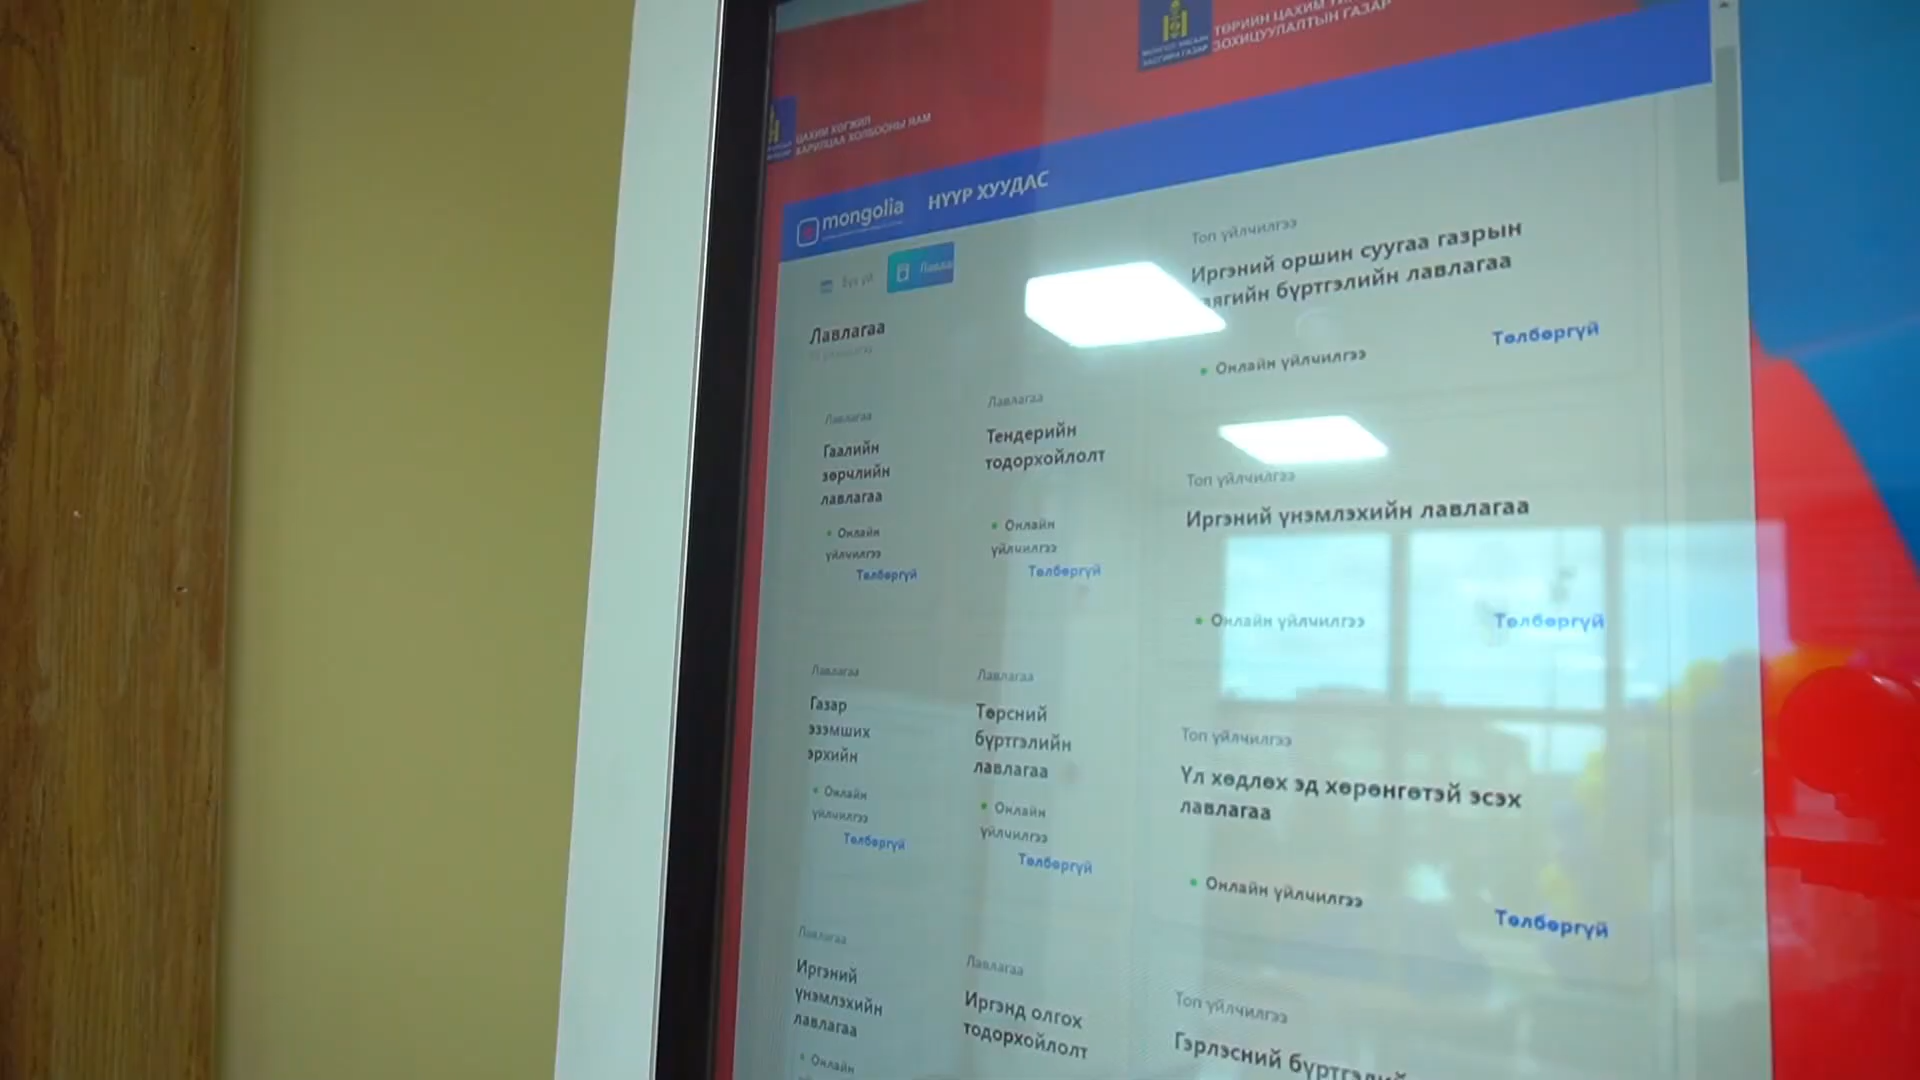 ЗОХИЦУУЛАЛТЫН ГАЗАР
ЦАХИМ ХӨГЖИЛ
ХАРИЛЦАА ХОЛБООНЫ ЯАМ
mongolia
НҮҮР ХУУДАС
Лавлагаа
Лавлагаа
Гаалийн
зөрчлийн
лавлагаа
Онлайн
үйлчилгээ
Төлбөргүй
Лавлагаа
Тендерийн
тодорхойлолт
Онлайн
үйлчилгээ
Төлбөргүй
Лавлагаа
Газар
эзэмших
эрхийн
Онлайн
үйлчилгээ
Төлбөргүй
Лавлагаа
Төрсний
бүртгэлийн
лавлагаа
Онлайн
үйлчилгээ
Төлбөргүй
Лавлагаа
Иргэний
үнэмлэхийн
лавлагаа
Онлайн
Лавлагаа
Иргэнд олгох
тодорхойлолт
Топ үйлчилгээ
Иргэний оршин суугаа газрын
бүртгэлийн лавлагаа
Онлайн үйлчилгээ
Төлбөргүй
Топ үйлчилгээ
Иргэний үнэмлэхийн лавлагаа
Онлайн үйлчилгээ
Төлбөргүй
Топ үйлчилгээ
Үл хөдлөх эд хөрөнгөтэй эсэх
лавлагаа
Онлайн үйлчилгээ
Төлбөргүй
Топ үйлчилгээ
Гэрлэсний